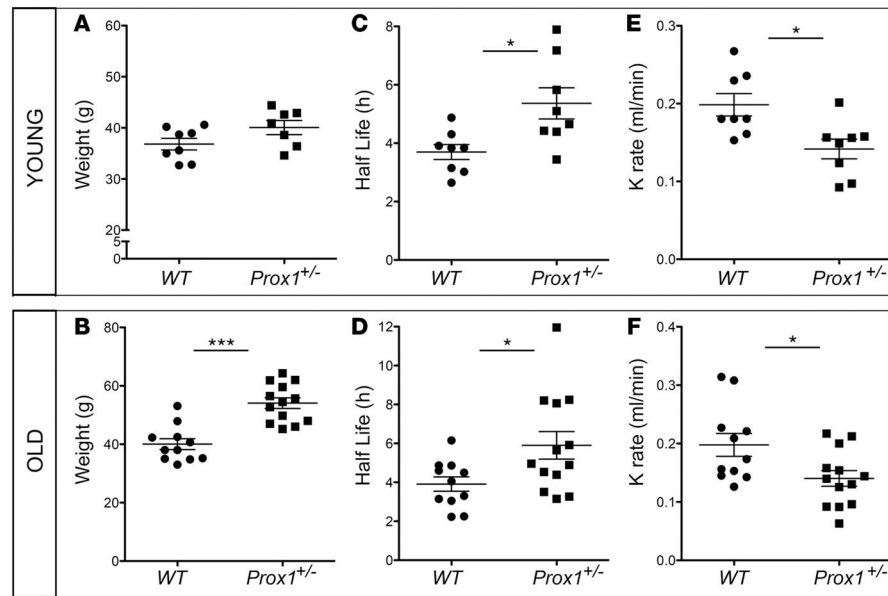 YOUNG
A
Weight (g)
60
50
40
30
20
5
0
WT Prox1+/-
C
Half Life (h)
8
6
4
2
0
*
WT Prox1+/-
E
K rate (ml/min)
0.3
0.2
0.1
0.0
*
WT Prox1+/-
OLD
B
Weight (g)
80
60
40
20
0
***
WT Prox1+/-
D
Half Life (h)
12
10
8
6
4
2
0
*
WT Prox1+/-
F
K rate (ml/min)
0.4
0.3
0.2
0.1
0.0
*
WT Prox1+/-